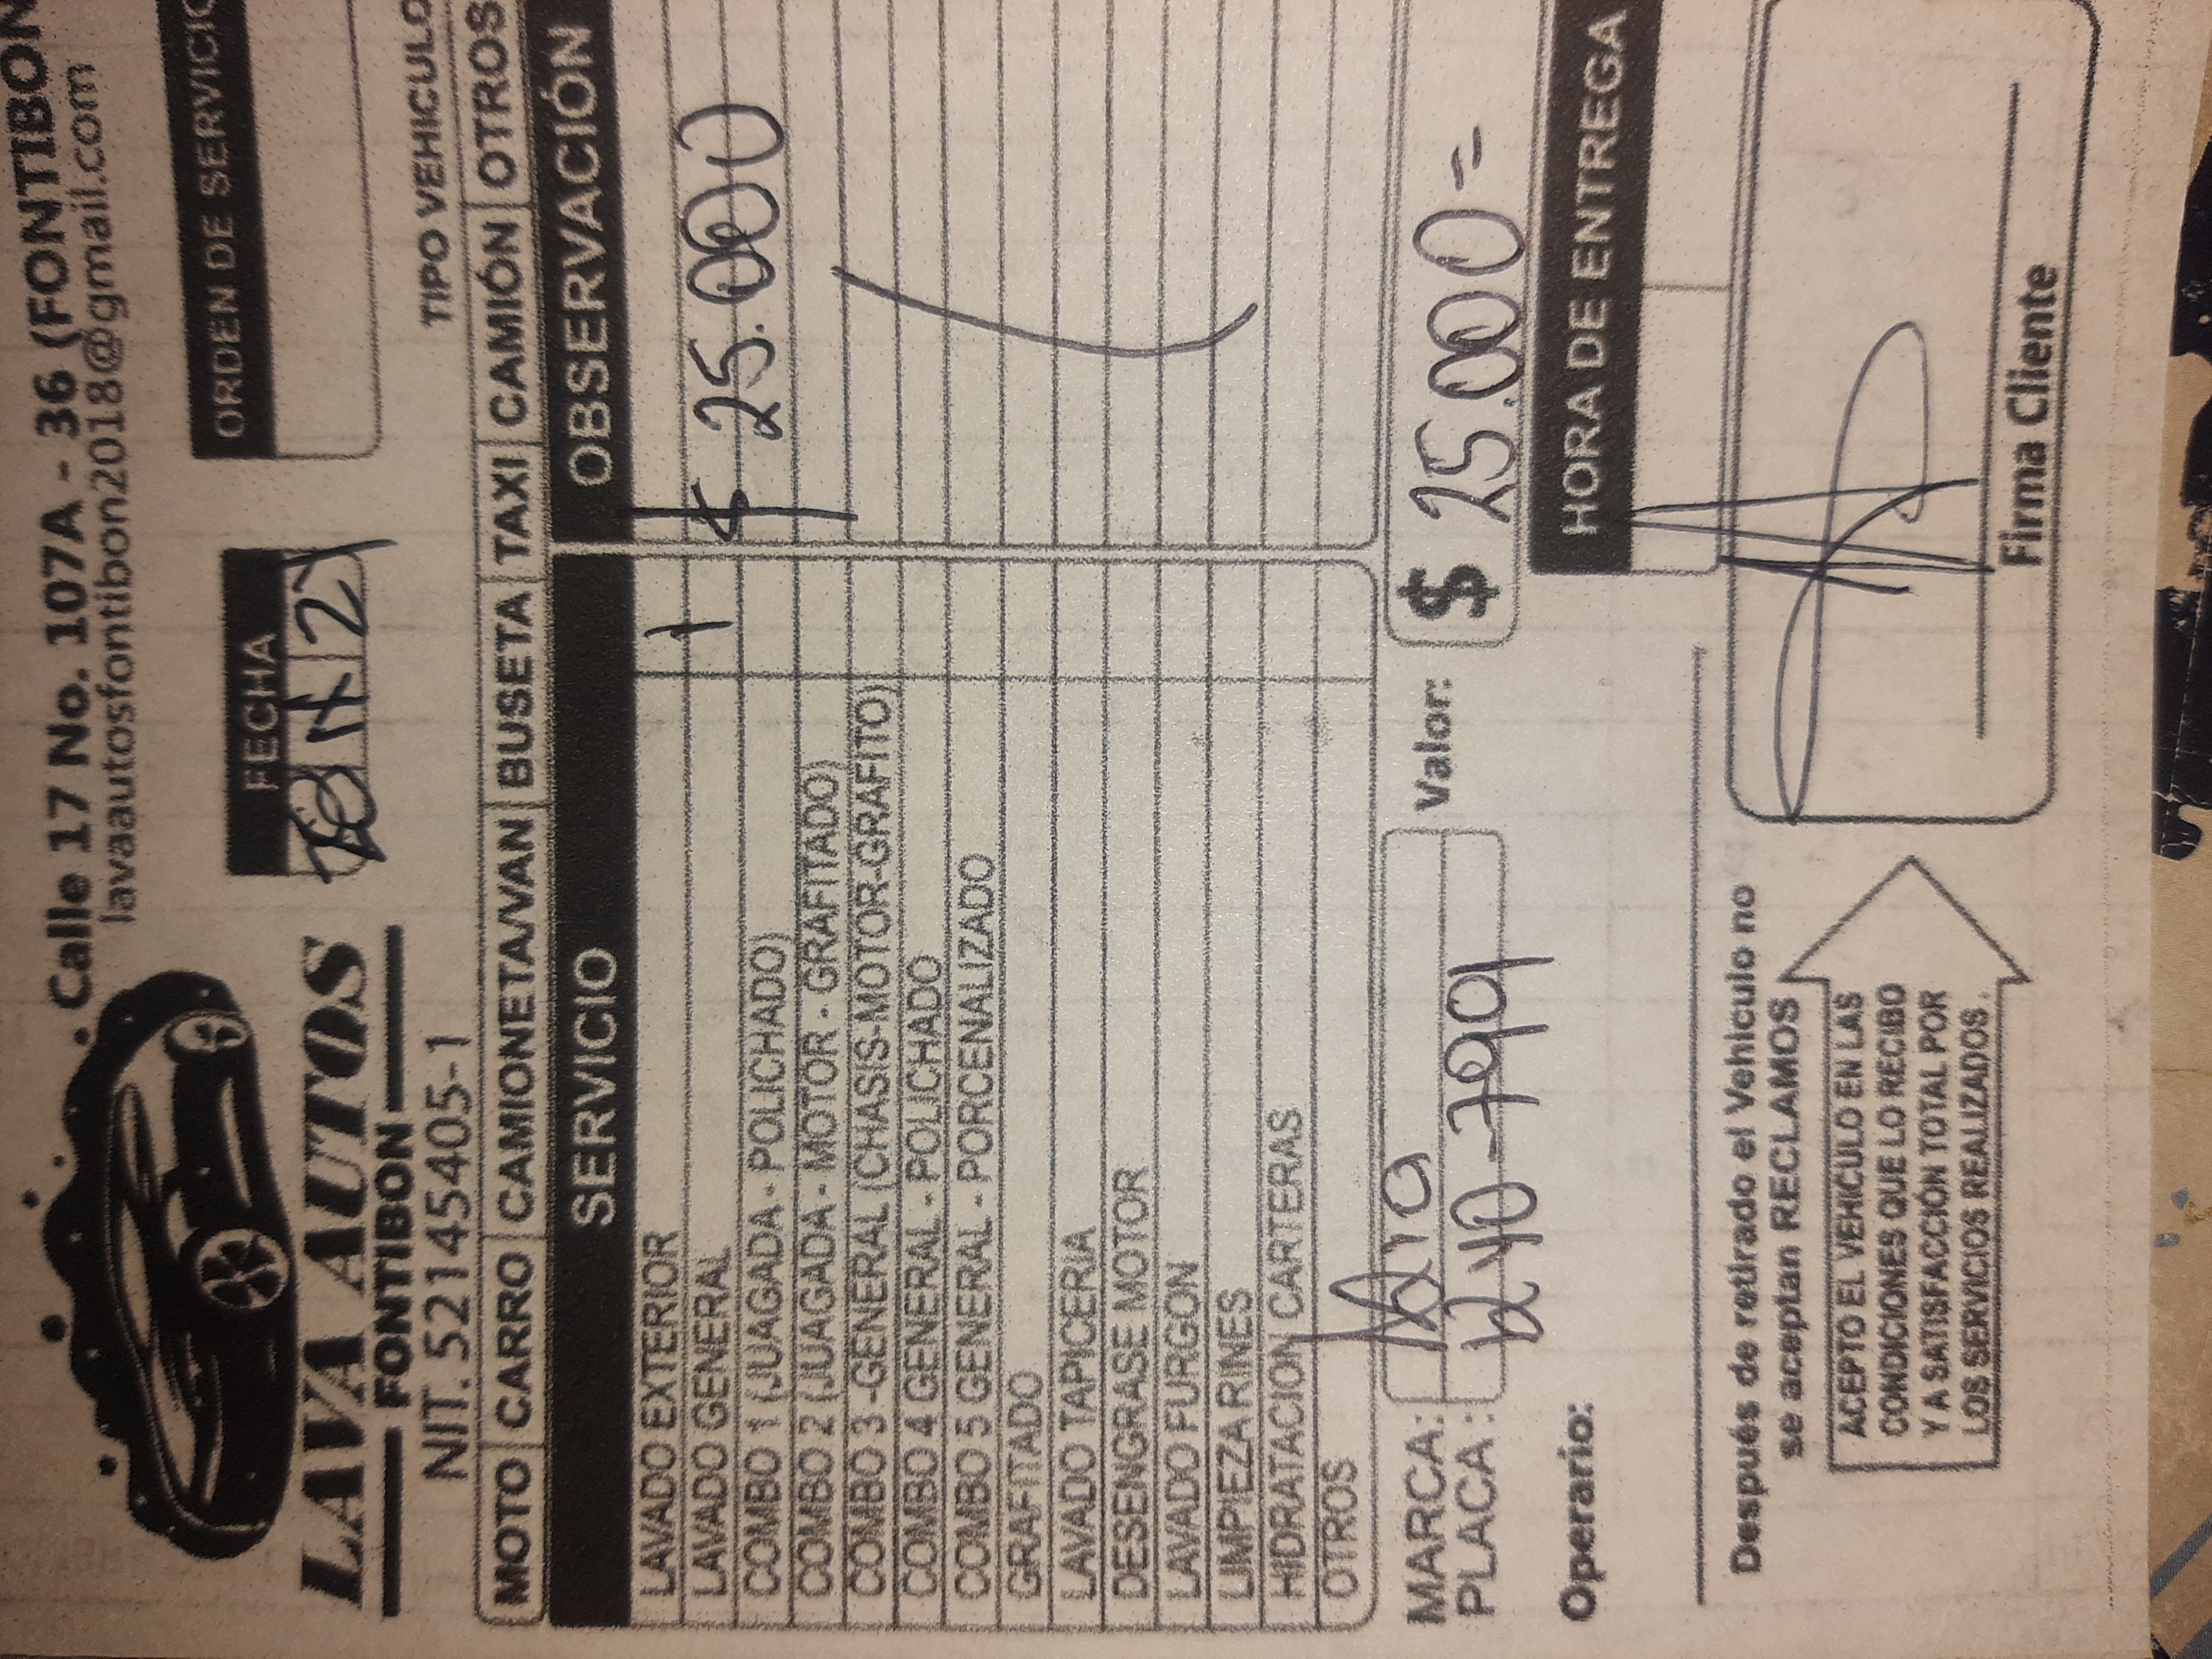 Calle 17 No. 107A - 36 (FONTIBON
lavaautosfontibon2018@gmail.com
LAVA AUTOS
FONTIBON
NIT. 52145405-1
FECHA
ORDEN DE SERVICIO
TIPO VEHICULO
MOTO CARRO CAMIONETA/VAN BUSETA TAXI CAMIÓN OTROS
SERVICIO OBSERVACIÓN
LAVADO EXTERIOR
LAVADO GENERAL 1 $ 25.000
COMBO 1 (JUAGADA - POLICHADO)
COMBO 2 (JUAGADA - MOTOR - GRAFITADO)
COMBO 3 -GENERAL (CHASIS-MOTOR-GRAFITO)
COMBO 4 GENERAL - POLICHADO
COMBO 5 GENERAL - PORCENALIZADO
GRAFITADO
LAVADO TAPICERIA
DESENGRASE MOTOR
LAVADO FURGON
LIMPIEZA RINES
HIDRATACION CARTERAS
OTROS
MARCA:
PLACA:
Valor: $ 25.000=
Operario:
HORA DE ENTREGA
Después de retirado el Vehiculo no
se aceptan RECLAMOS
ACEPTO EL VEHICULO EN LAS
CONDICIONES QUE LO RECIBO
Y A SATISFACCIÓN TOTAL POR
LOS SERVICIOS REALIZADOS.
Firma Cliente